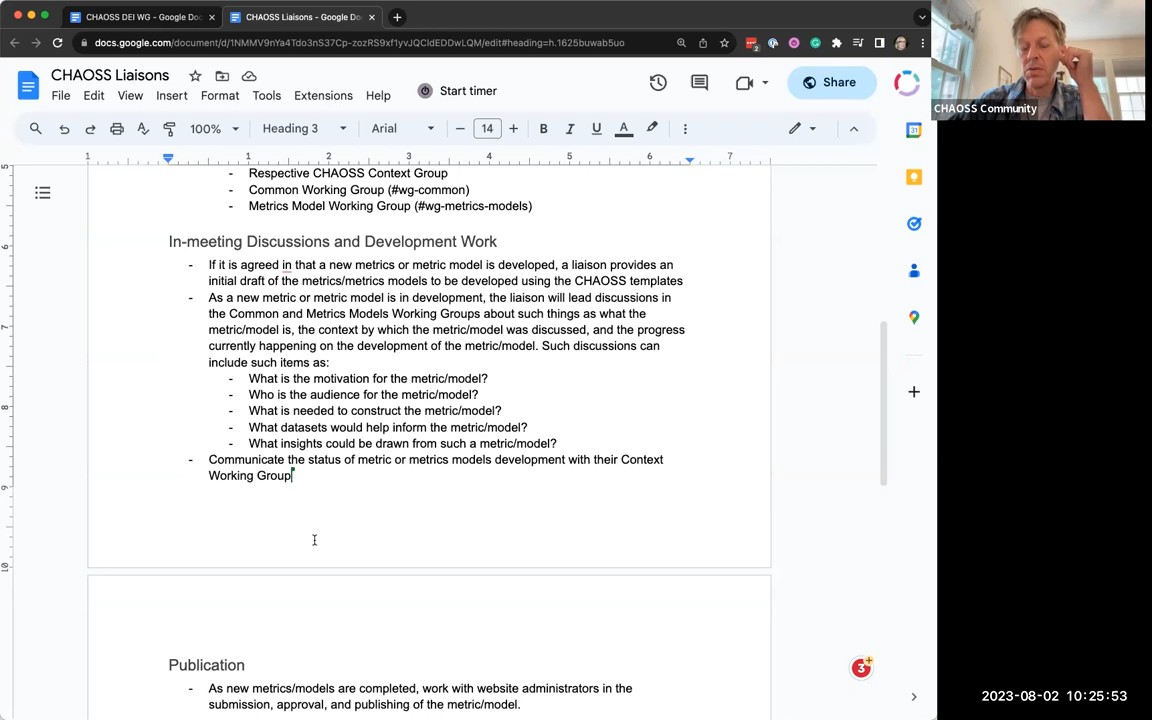 CHAOSS DEI WG - Google Do
CHAOSS Liaisons - Google Do
docs.google.com/document/d/1NMMV9nYa4Tdo3nS37Cp-zozRS9xf1yvJQCldEDDwLQM/edit#heading=h.1625buwab5uo
CHAOSS Liaisons
File Edit View Insert Format Tools Extensions Help
Start timer
Share
100% Heading 3 Arial 14
1 1 2 3 4 5 6 7
- Respective CHAOSS Context Group
- Common Working Group (#wg-common)
- Metrics Model Working Group (#wg-metrics-models)
In-meeting Discussions and Development Work
- If it is agreed in that a new metrics or metric model is developed, a liaison provides an
initial draft of the metrics/metrics models to be developed using the CHAOSS templates
- As a new metric or metric model is in development, the liaison will lead discussions in
the Common and Metrics Models Working Groups about such things as what the
metric/model is, the context by which the metric/model was discussed, and the progress
currently happening on the development of the metric/model. Such discussions can
include such items as:
- What is the motivation for the metric/model?
- Who is the audience for the metric/model?
- What is needed to construct the metric/model?
- What datasets would help inform the metric/model?
- What insights could be drawn from such a metric/model?
- Communicate the status of metric or metrics models development with their Context
Working Group
Publication
- As new metrics/models are completed, work with website administrators in the
submission, approval, and publishing of the metric/model.
3
CHAOSS Community
2023-08-02 10:25:53